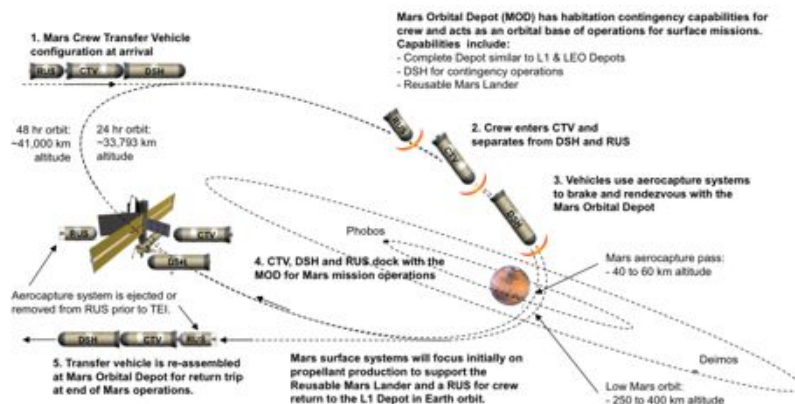 1. Mars Crew Transfer Vehicle
configuration at arrival
RUS CTV DSH
Mars Orbital Depot (MOD) has habitation contingency capabilities for
crew and acts as an orbital base of operations for surface missions.
Capabilities include:
- Complete Depot similar to L1 & LEO Depots
- DSH for contingency operations
- Reusable Mars Lander
48 hr orbit:
~41,000 km
altitude
24 hr orbit:
~33,793 km
altitude
RUS
CTV
DSH
2. Crew enters CTV and
separates from DSH and RUS
3. Vehicles use aerocapture systems
to brake and rendezvous with the
Mars Orbital Depot
Phobos
RUS
CTV
DSH
4. CTV, DSH and RUS dock with the
MOD for Mars mission operations
Mars aerocapture pass:
- 40 to 60 km altitude
Aerocapture system is ejected or
removed from RUS prior to TEI.
DSH CTV RUS
5. Transfer vehicle is re-assembled
at Mars Orbital Depot for return trip
at end of Mars operations.
Mars surface systems will focus initially on
propellant production to support the
Reusable Mars Lander and a RUS for crew
return to the L1 Depot in Earth orbit.
Deimos
Low Mars orbit:
- 250 to 400 km altitude